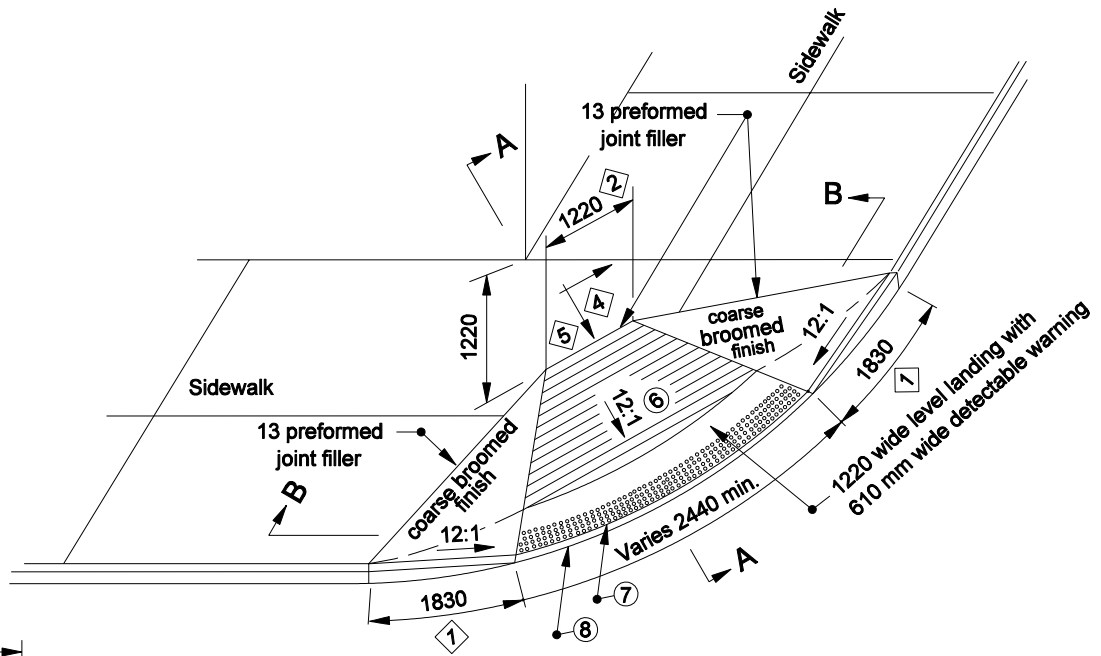 Sidewalk
13 preformed
joint filler
A
2
1220
B
4
5
1220
coarse
broomed
finish
12:1
1830
1
Sidewalk
12:1
6
13 preformed
joint filler
coarse broomed
finish
B
12:1
1220 wide level landing with
610 mm wide detectable warning
Varies 2440 min.
A
1830
1
7
8